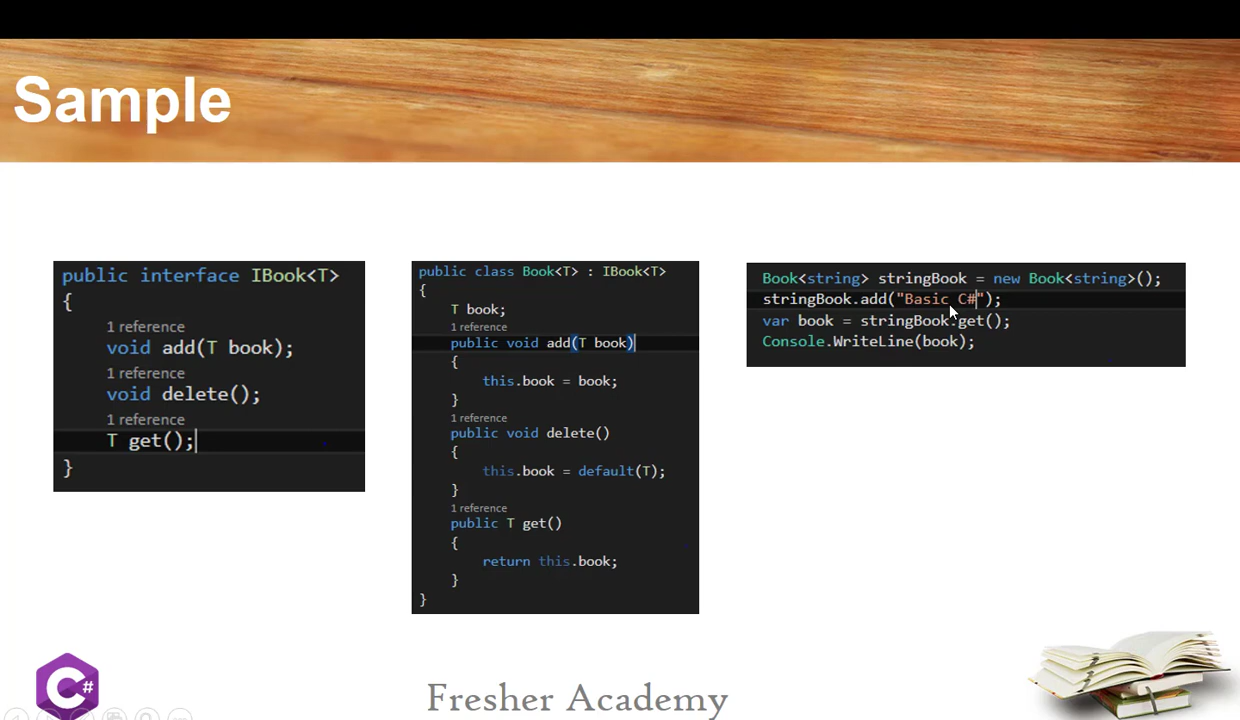 Sample
public interface IBook<T>
{
1 reference
void add(T book);
1 reference
void delete();
1 reference
T get();
}
public class Book<T> : IBook<T>
{
T book;
1 reference
public void add(T book)
{
this.book = book;
}
1 reference
public void delete()
{
this.book = default(T);
}
1 reference
public T get()
{
return this.book;
}
}
Book<string> stringBook = new Book<string>();
stringBook.add("Basic C#");
var book = stringBook.get();
Console.WriteLine(book);
C#
Fresher Academy